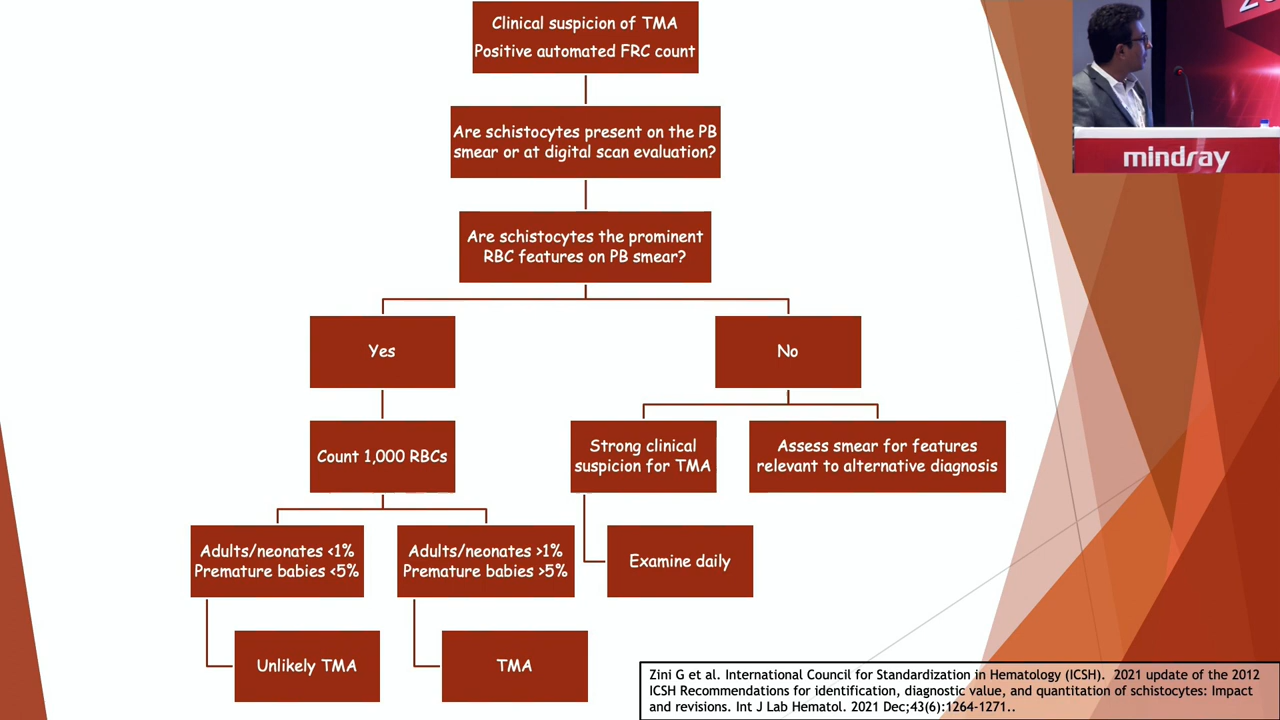 Clinical suspicion of TMA
Positive automated FRC count
Are schistocytes present on the PB
smear or at digital scan evaluation?
Are schistocytes the prominent
RBC features on PB smear?
Yes
No
Count 1,000 RBCs
Strong clinical
suspicion for TMA
Assess smear for features
relevant to alternative diagnosis
Adults/neonates <1%
Premature babies <5%
Adults/neonates >1%
Premature babies >5%
Examine daily
Unlikely TMA
TMA
Zini G et al. International Council for Standardization in Hematology (ICSH).  2021 update of the 2012
ICSH Recommendations for identification, diagnostic value, and quantitation of schistocytes: Impact
and revisions. Int J Lab Hematol. 2021 Dec;43(6):1264-1271..
mindray